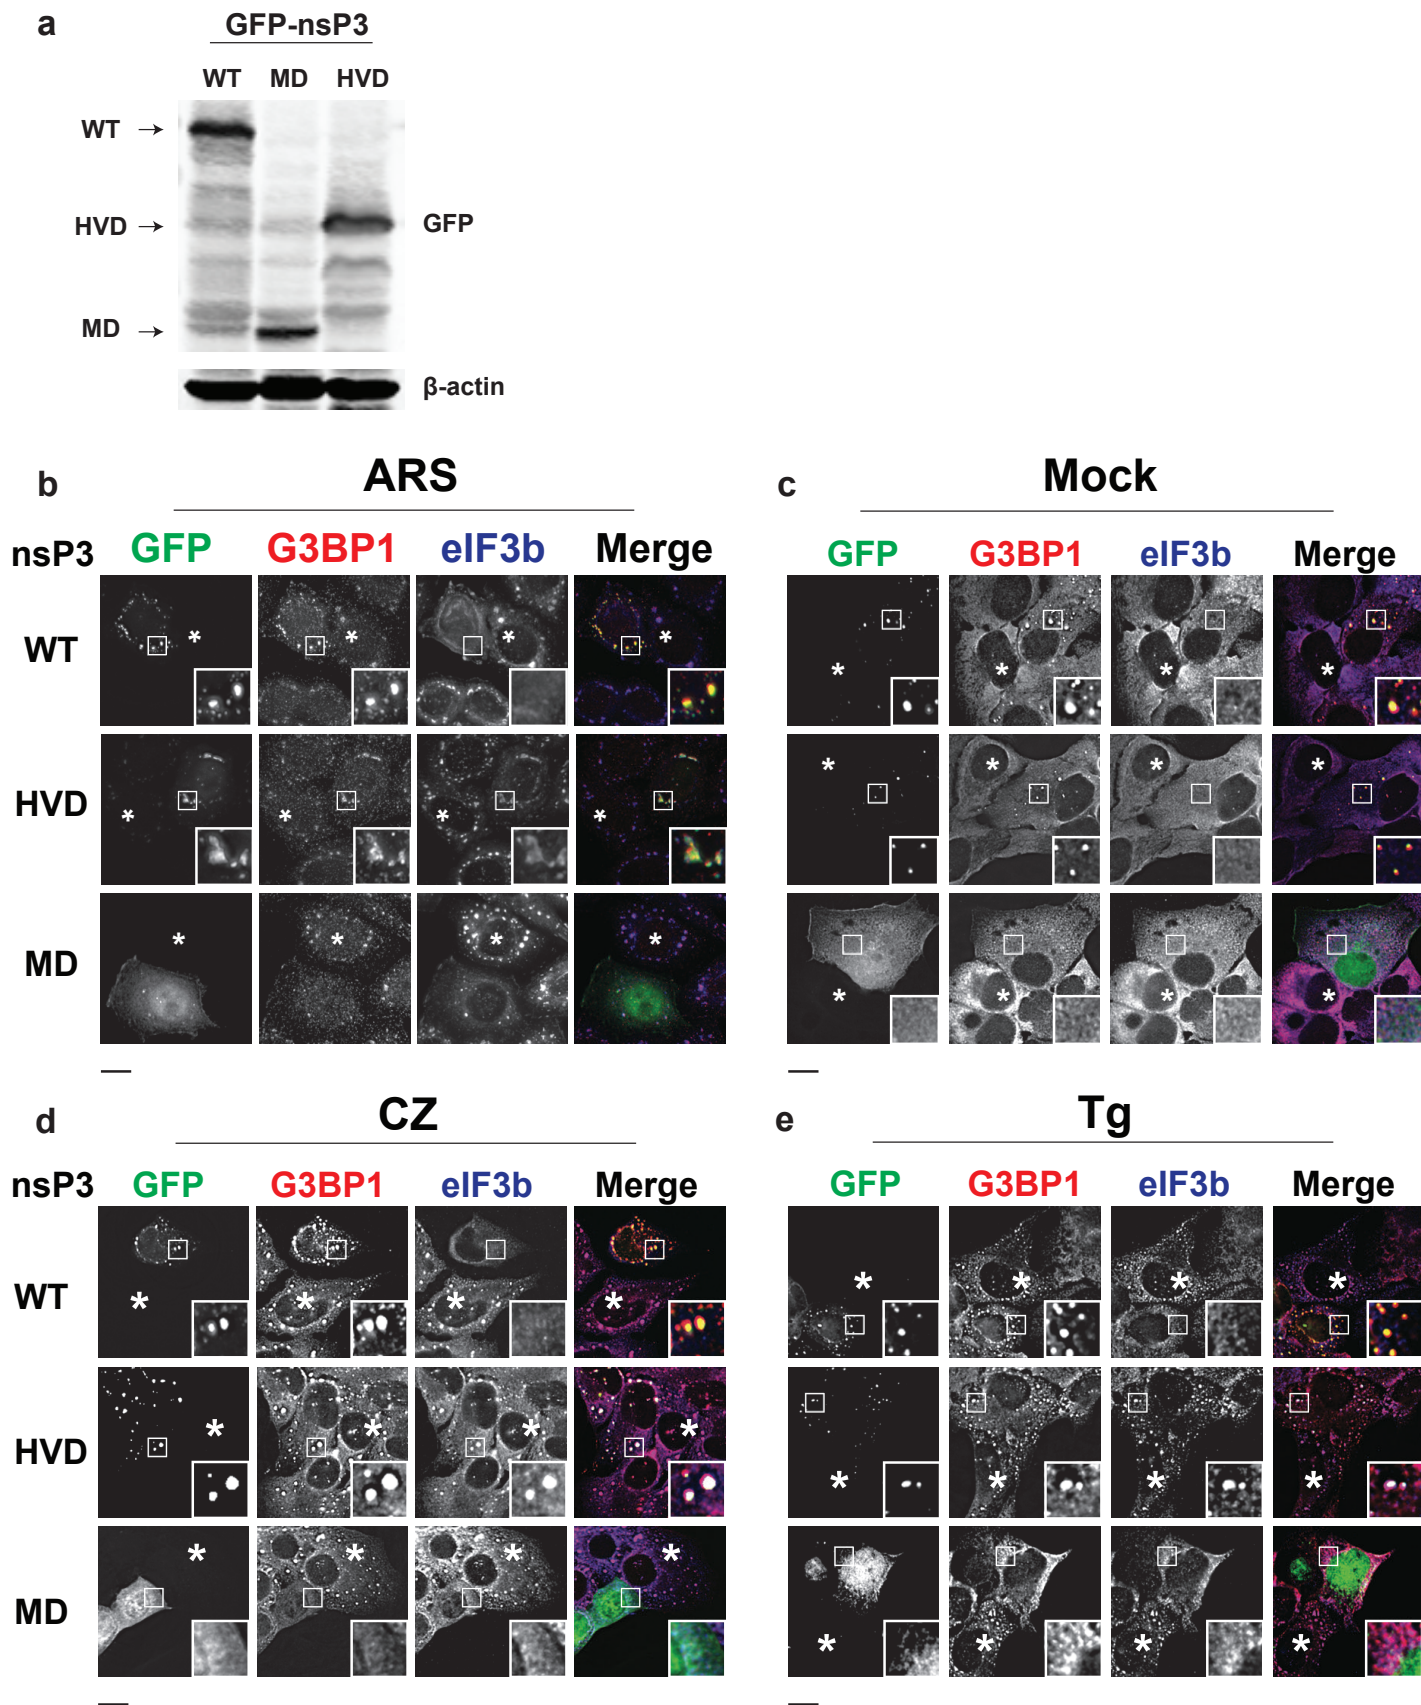 a
GFP-nsP3
WT MD HVD
WT →
HVD → GFP
MD →
β-actin
b ARS
nsP3 GFP G3BP1 eIF3b Merge
WT * * * *
HVD * * * *
MD * * * *
c Mock
GFP G3BP1 eIF3b Merge
* * * *
* * * *
* * * *
d CZ
nsP3 GFP G3BP1 eIF3b Merge
WT * * * *
HVD * * * *
MD * * * *
e Tg
GFP G3BP1 eIF3b Merge
* * * *
* * * *
* * * *